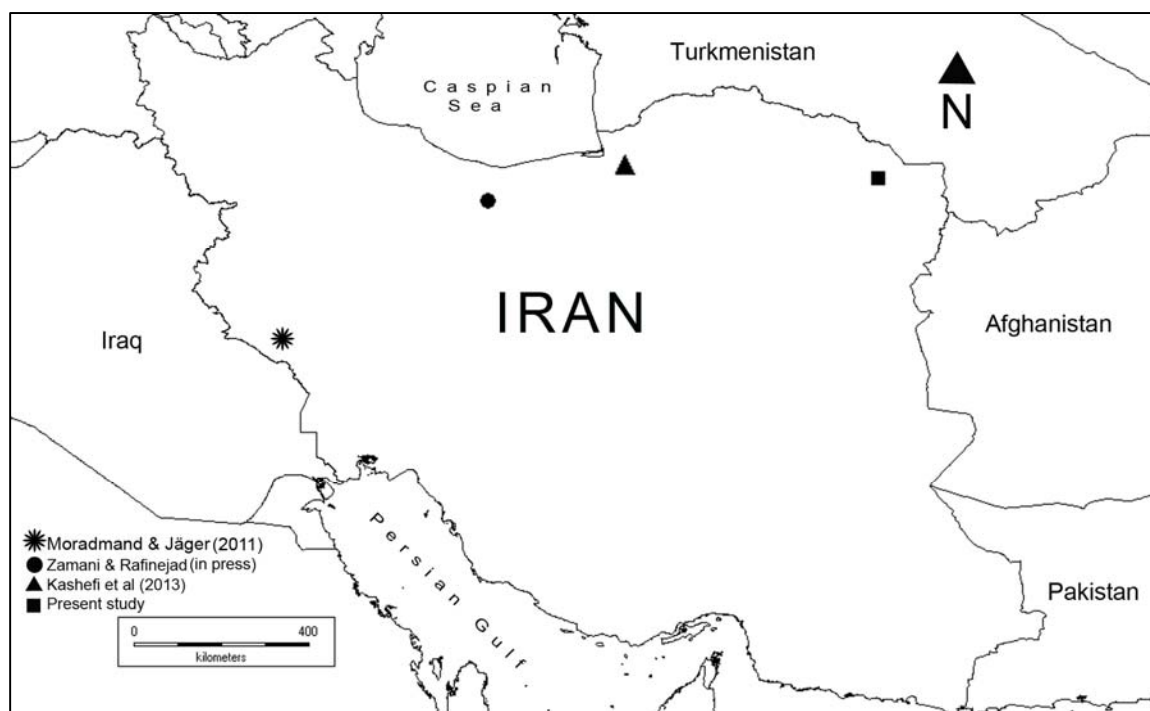 Turkmenistan
Caspian
Sea
N
IRAN
Iraq
Afghanistan
Persian Gulf
Pakistan
Moradmand & Jäger (2011)
Zamani & Rafinejad (in press)
Kashefi et al (2013)
Present study
0 400
kilometers